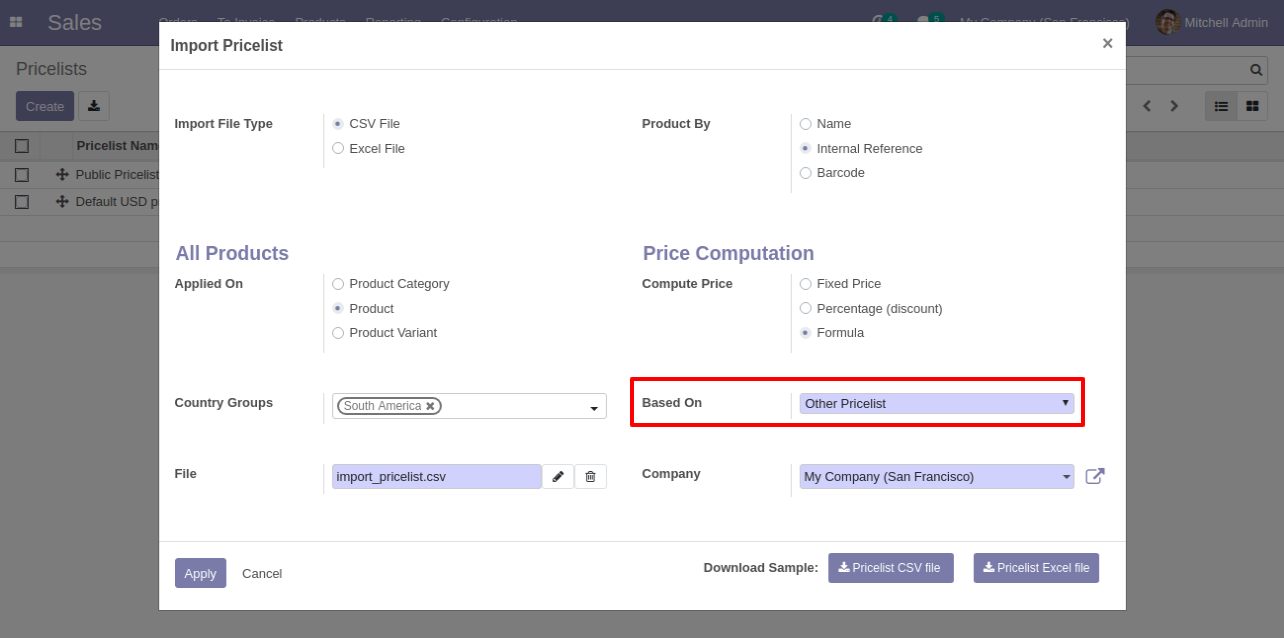 Sales
Orders To Invoice Products Reporting Configuration
4 5 My Company (San Francisco) Mitchell Admin
Pricelists
Create
Pricelist Nam
Public Pricelist
Default USD p
Import Pricelist ×
Import File Type
CSV File
Excel File
Product By
Name
Internal Reference
Barcode
All Products
Applied On
Product Category
Product
Product Variant
Price Computation
Compute Price
Fixed Price
Percentage (discount)
Formula
Country Groups South America
Based On Other Pricelist
File import_pricelist.csv
Company My Company (San Francisco)
Apply Cancel
Download Sample: Pricelist CSV file Pricelist Excel file